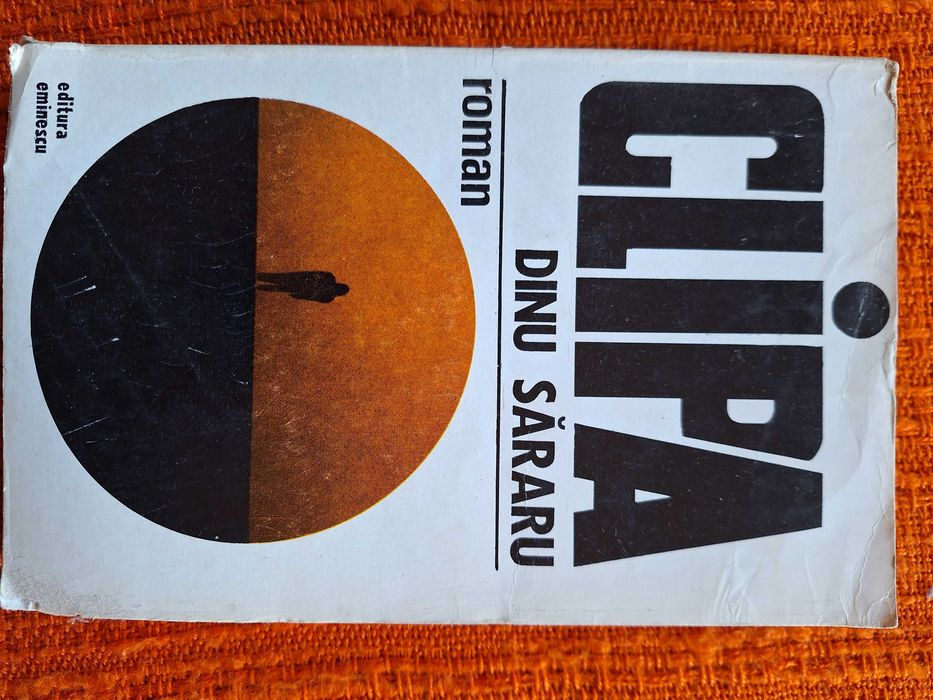 CLIPA
DINU SĂRARU
roman
editura
eminescu